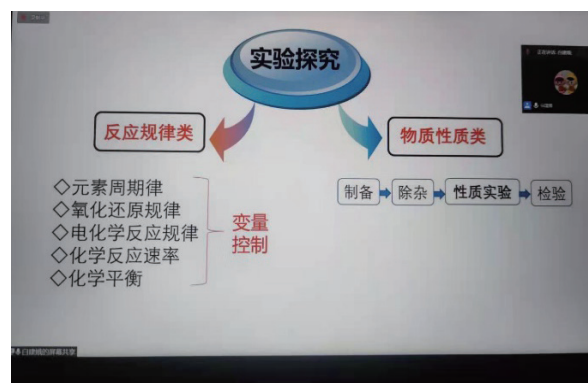 实验探究
反应规律类
物质性质类
◇元素周期律
◇氧化还原规律
◇电化学反应规律
◇化学反应速率
◇化学平衡
变量
控制
制备
除杂
性质实验
检验